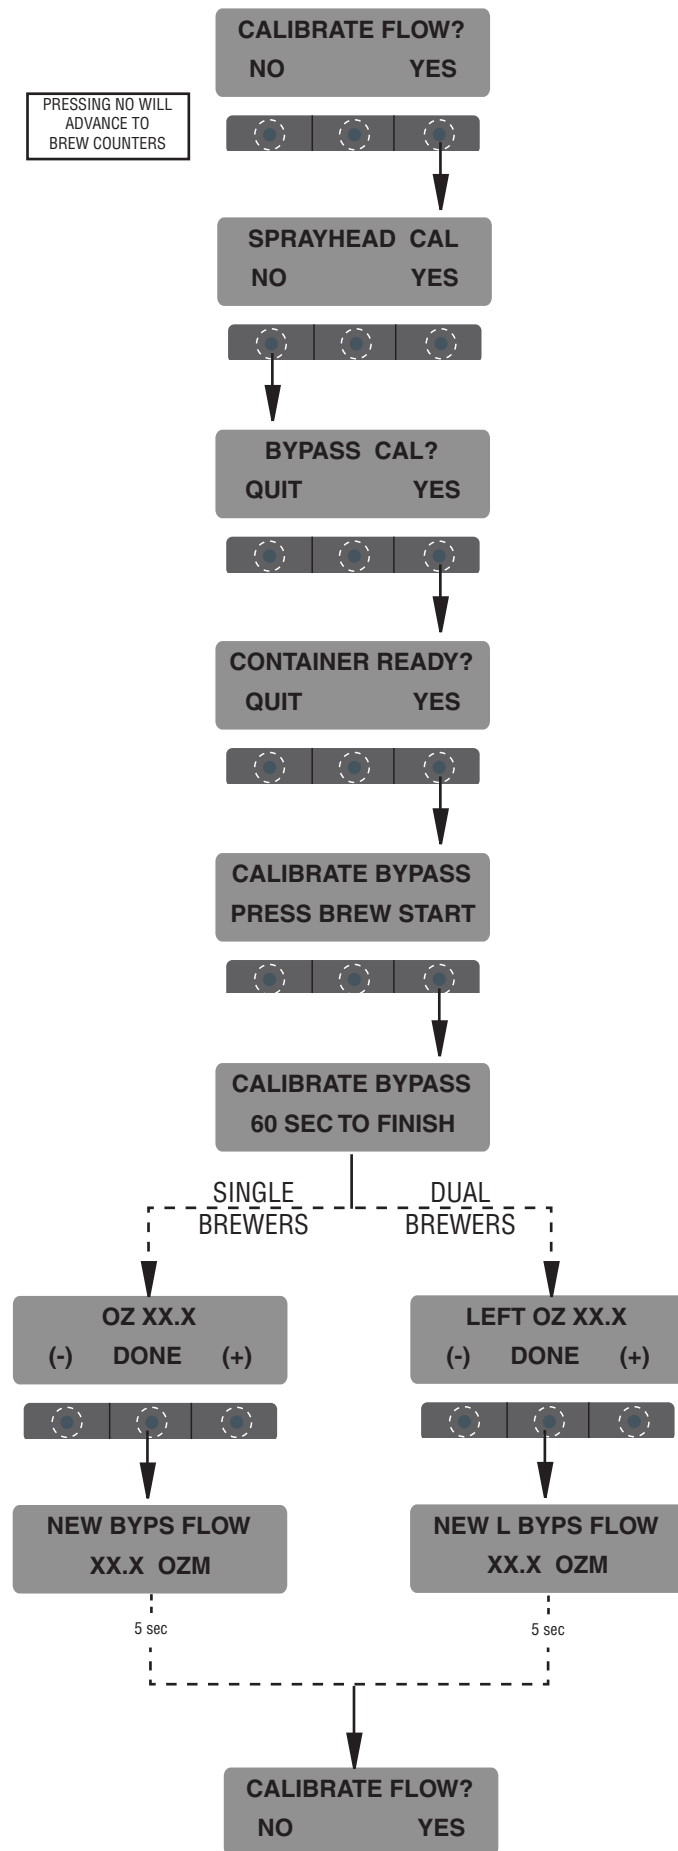 CALIBRATE FLOW?
NO YES
PRESSING NO WILL
ADVANCE TO
BREW COUNTERS
SPRAYHEAD CAL
NO YES
BYPASS CAL?
QUIT YES
CONTAINER READY?
QUIT YES
CALIBRATE BYPASS
PRESS BREW START
CALIBRATE BYPASS
60 SEC TO FINISH
SINGLE
BREWERS
DUAL
BREWERS
OZ XX.X
(-) DONE (+)
LEFT OZ XX.X
(-) DONE (+)
NEW BYPS FLOW
XX.X OZM
NEW L BYPS FLOW
XX.X OZM
5 sec
5 sec
CALIBRATE FLOW?
NO YES